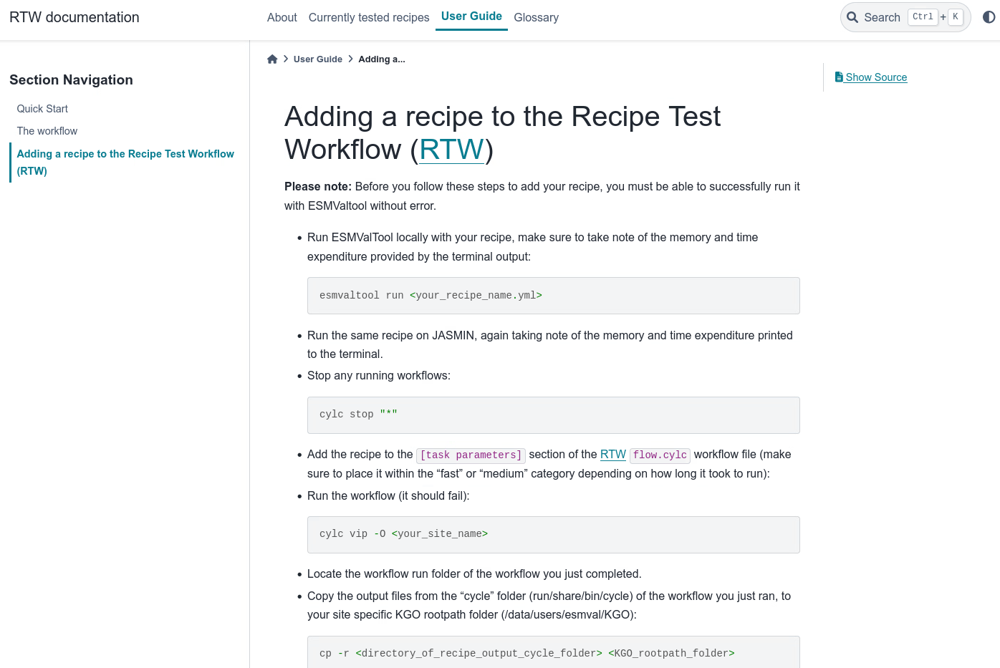 RTW documentation
About
Currently tested recipes
User Guide
Glossary
Search Ctrl + K
Section Navigation
Quick Start
The workflow
Adding a recipe to the Recipe Test Workflow
(RTW)
User Guide
Adding a...
Show Source
Adding a recipe to the Recipe Test
Workflow (RTW)
Please note: Before you follow these steps to add your recipe, you must be able to successfully run it
with ESMValtool without error.
• Run ESMValTool locally with your recipe, make sure to take note of the memory and time
expenditure provided by the terminal output:
esmvaltool run <your_recipe_name.yml>
• Run the same recipe on JASMIN, again taking note of the memory and time expenditure printed
to the terminal.
• Stop any running workflows:
cylc stop "*"
• Add the recipe to the [task parameters] section of the RTW flow.cylc workflow file (make
sure to place it within the “fast” or “medium” category depending on how long it took to run):
• Run the workflow (it should fail):
cylc vip -O <your_site_name>
• Locate the workflow run folder of the workflow you just completed.
• Copy the output files from the “cycle” folder (run/share/bin/cycle) of the workflow you just ran, to
your site specific KGO rootpath folder (/data/users/esmval/KGO):
cp -r <directory_of_recipe_output_cycle_folder> <KGO_rootpath_folder>